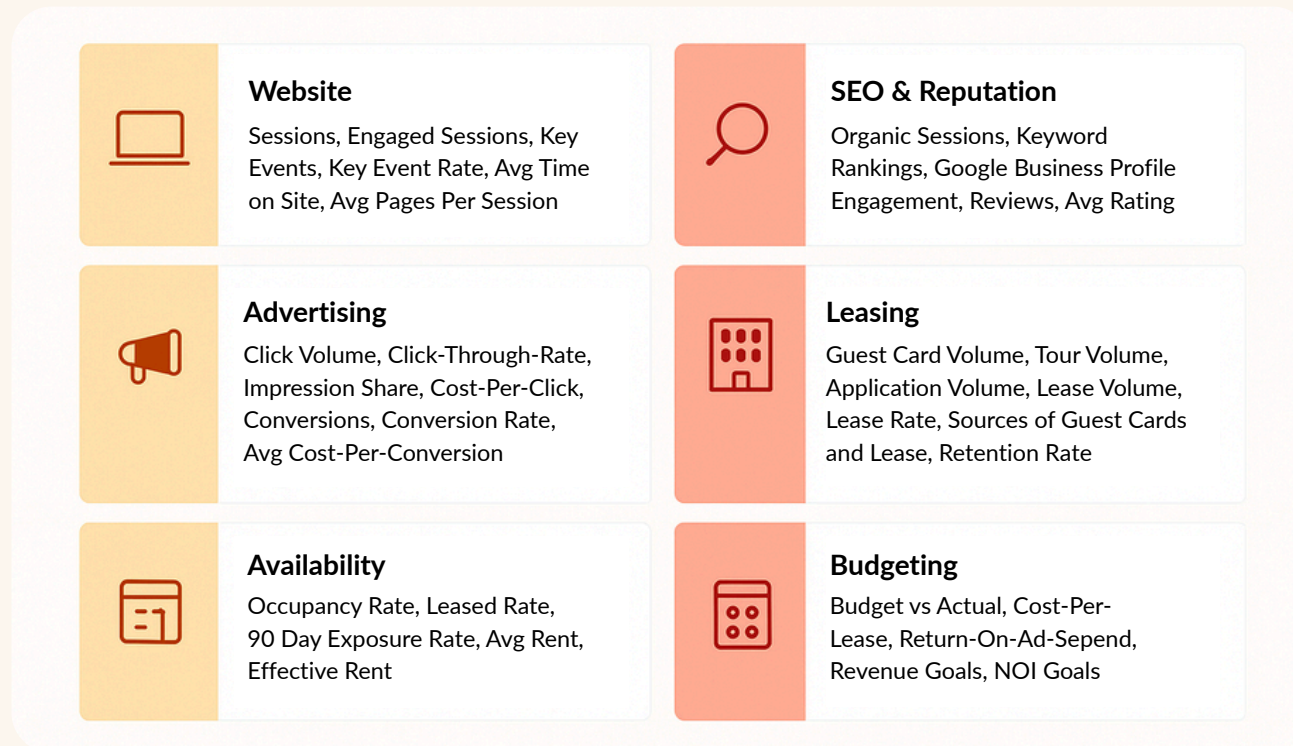 Website
Sessions, Engaged Sessions, Key
Events, Key Event Rate, Avg Time
on Site, Avg Pages Per Session
SEO & Reputation
Organic Sessions, Keyword
Rankings, Google Business Profile
Engagement, Reviews, Avg Rating
Advertising
Click Volume, Click-Through-Rate,
Impression Share, Cost-Per-Click,
Conversions, Conversion Rate,
Avg Cost-Per-Conversion
Leasing
Guest Card Volume, Tour Volume,
Application Volume, Lease Volume,
Lease Rate, Sources of Guest Cards
and Lease, Retention Rate
Availability
Occupancy Rate, Leased Rate,
90 Day Exposure Rate, Avg Rent,
Effective Rent
Budgeting
Budget vs Actual, Cost-Per-
Lease, Return-On-Ad-Sepend,
Revenue Goals, NOI Goals